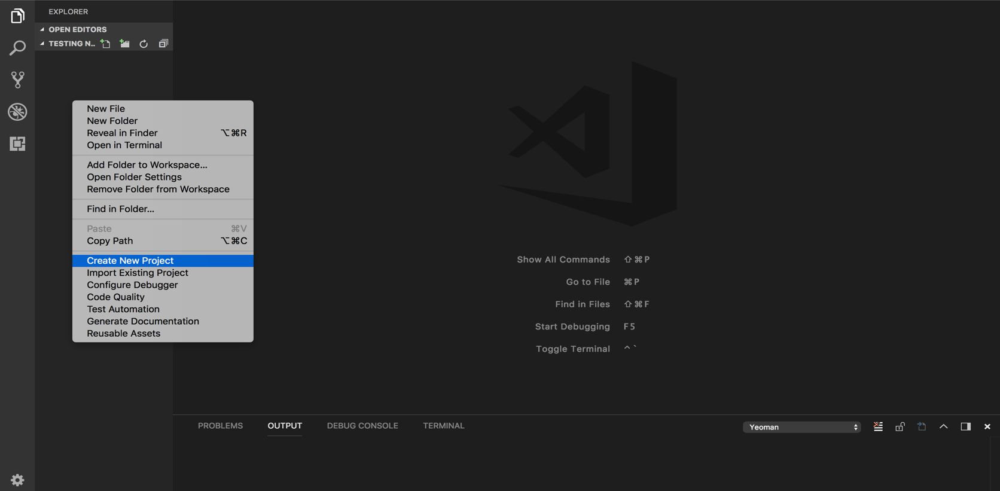 EXPLORER
OPEN EDITORS
TESTING N..
New File
New Folder
Reveal in Finder ⌥⌘R
Open in Terminal
Add Folder to Workspace...
Open Folder Settings
Remove Folder from Workspace
Find in Folder...
Paste ⌘V
Copy Path ⌥⌘C
Create New Project
Import Existing Project
Configure Debugger
Code Quality
Test Automation
Generate Documentation
Reusable Assets
Show All Commands ⇧⌘P
Go to File ⌘P
Find in Files ⇧⌘F
Start Debugging F5
Toggle Terminal ^`
PROBLEMS OUTPUT DEBUG CONSOLE TERMINAL Yeoman